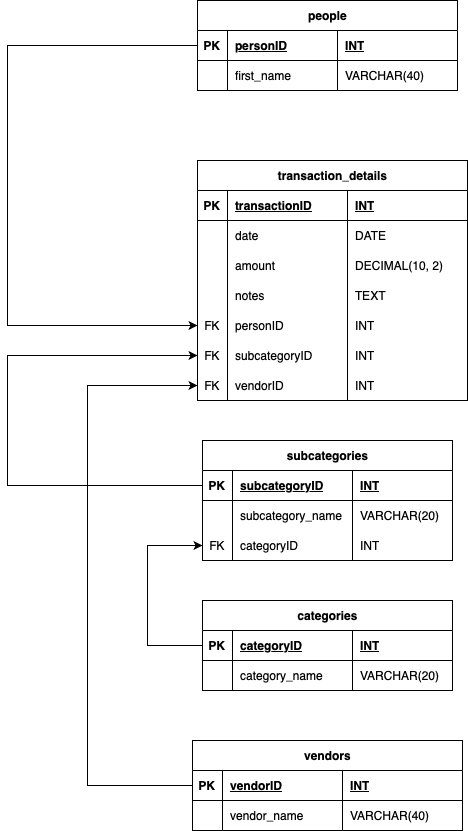 people
PK personID INT
first_name VARCHAR(40)
transaction_details
PK transactionID INT
date DATE
amount DECIMAL(10, 2)
notes TEXT
FK personID INT
FK subcategoryID INT
FK vendorID INT
subcategories
PK subcategoryID INT
subcategory_name VARCHAR(20)
FK categoryID INT
categories
PK categoryID INT
category_name VARCHAR(20)
vendors
PK vendorID INT
vendor_name VARCHAR(40)